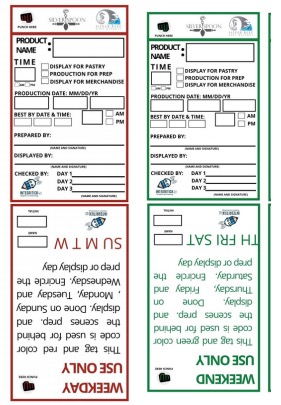 PUNCH HERE
SILVERSPOON
PRODUCT:
NAME :
TIME
DISPLAY FOR PASTRY
PRODUCTION FOR PREP
DISPLAY FOR MERCHANDISE
PRODUCTION DATE: MM/DD/YR
BEST BY DATE & TIME:
AM
PM
PREPARED BY:
(NAME AND SIGNATURE)
DISPLAYED BY:
(NAME AND SIGNATURE)
CHECKED BY:
DAY 1
DAY 2
DAY 3
INTEGRITEA
(NAME AND SIGNATURE)
PUNCH HERE
SILVERSPOON
PRODUCT:
NAME :
TIME
DISPLAY FOR PASTRY
PRODUCTION FOR PREP
DISPLAY FOR MERCHANDISE
PRODUCTION DATE: MM/DD/YR
BEST BY DATE & TIME:
AM
PM
PREPARED BY:
(NAME AND SIGNATURE)
DISPLAYED BY:
(NAME AND SIGNATURE)
CHECKED BY:
DAY 1
DAY 2
DAY 3
(NAME AND SIGNATURE)
PUNCH HERE
WEEKDAY
USE ONLY
This tag and red color
code is used for behind
the scenes prep, and
display. Done on Sunday
, Monday, Tuesday and
Wednesday. Encircle the
prep or display day
SU M T W
NAME
INITIAL
PUNCH HERE
WEEKEND
USE ONLY
This tag and green color
code is used for behind
the scenes prep, and
display. Done on
Thursday, Friday and
Saturday. Encircle the
prep or display day
TH FRI SAT
NAME
INITIAL